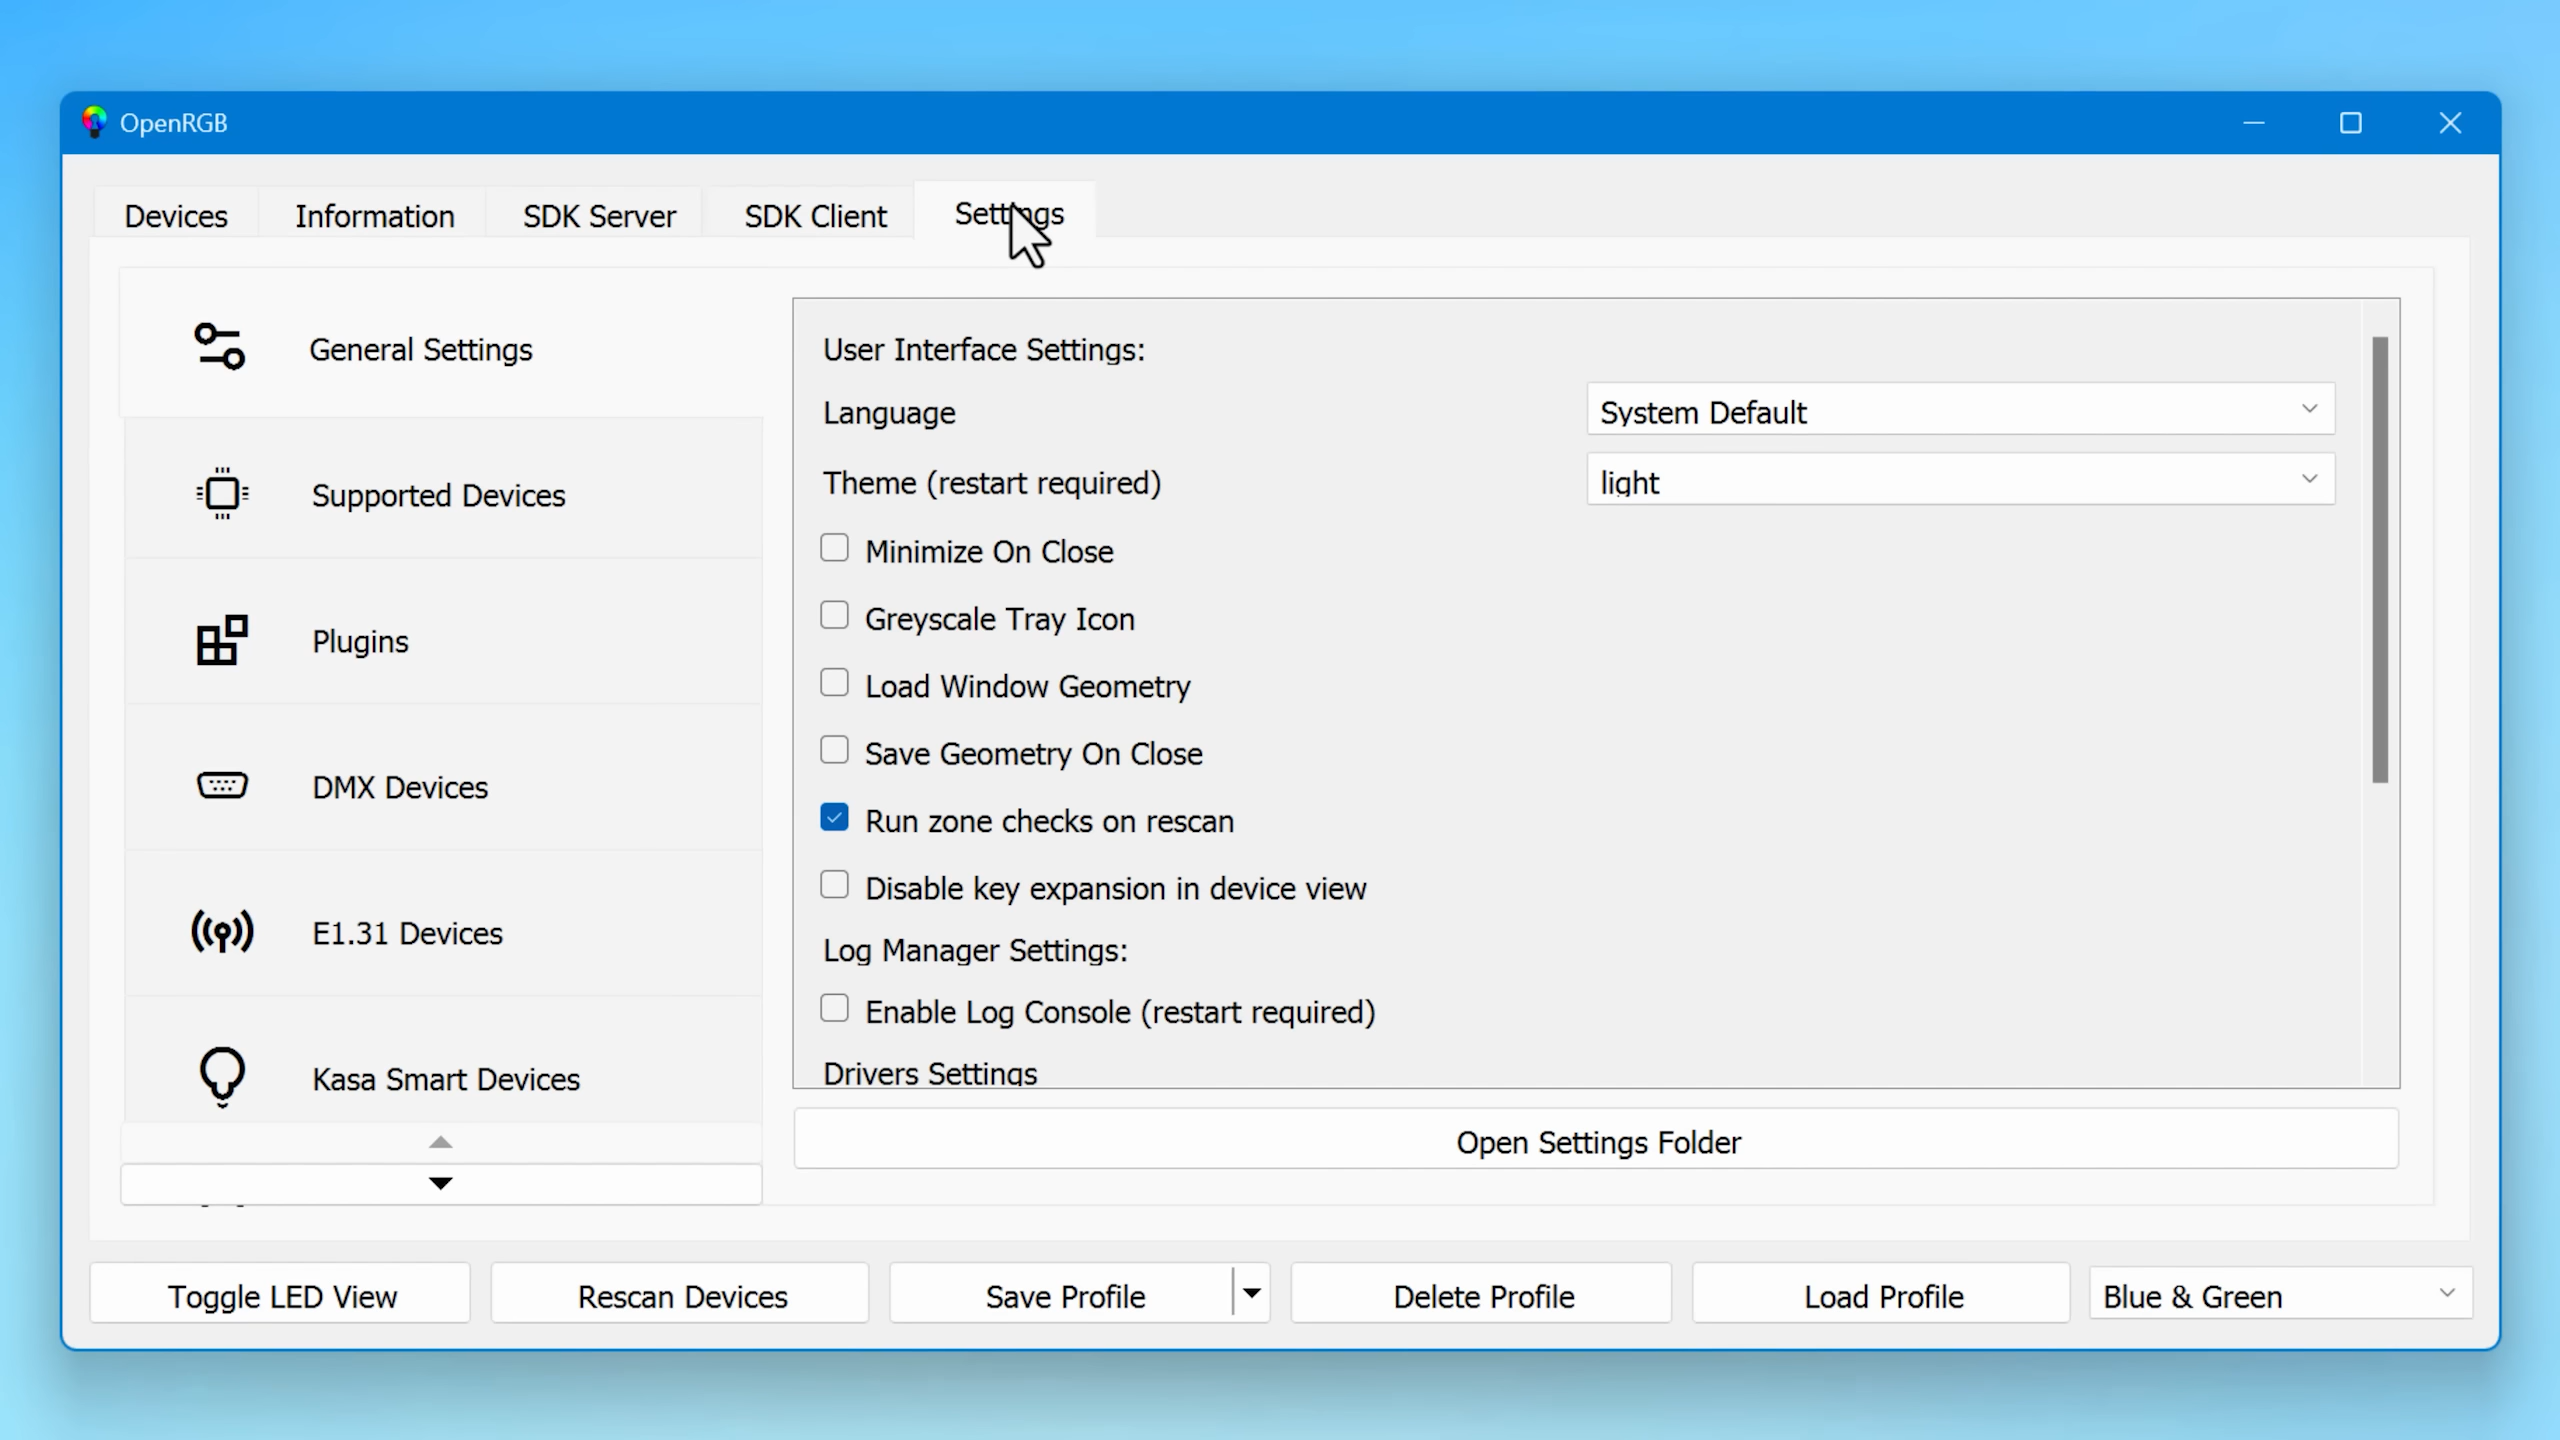 OpenRGB
Devices
Information
SDK Server
SDK Client
Settings
General Settings
Supported Devices
Plugins
DMX Devices
E1.31 Devices
Kasa Smart Devices
User Interface Settings:
Language
System Default
Theme (restart required)
light
Minimize On Close
Greyscale Tray Icon
Load Window Geometry
Save Geometry On Close
Run zone checks on rescan
Disable key expansion in device view
Log Manager Settings:
Enable Log Console (restart required)
Drivers Settings
Open Settings Folder
Toggle LED View
Rescan Devices
Save Profile
Delete Profile
Load Profile
Blue & Green